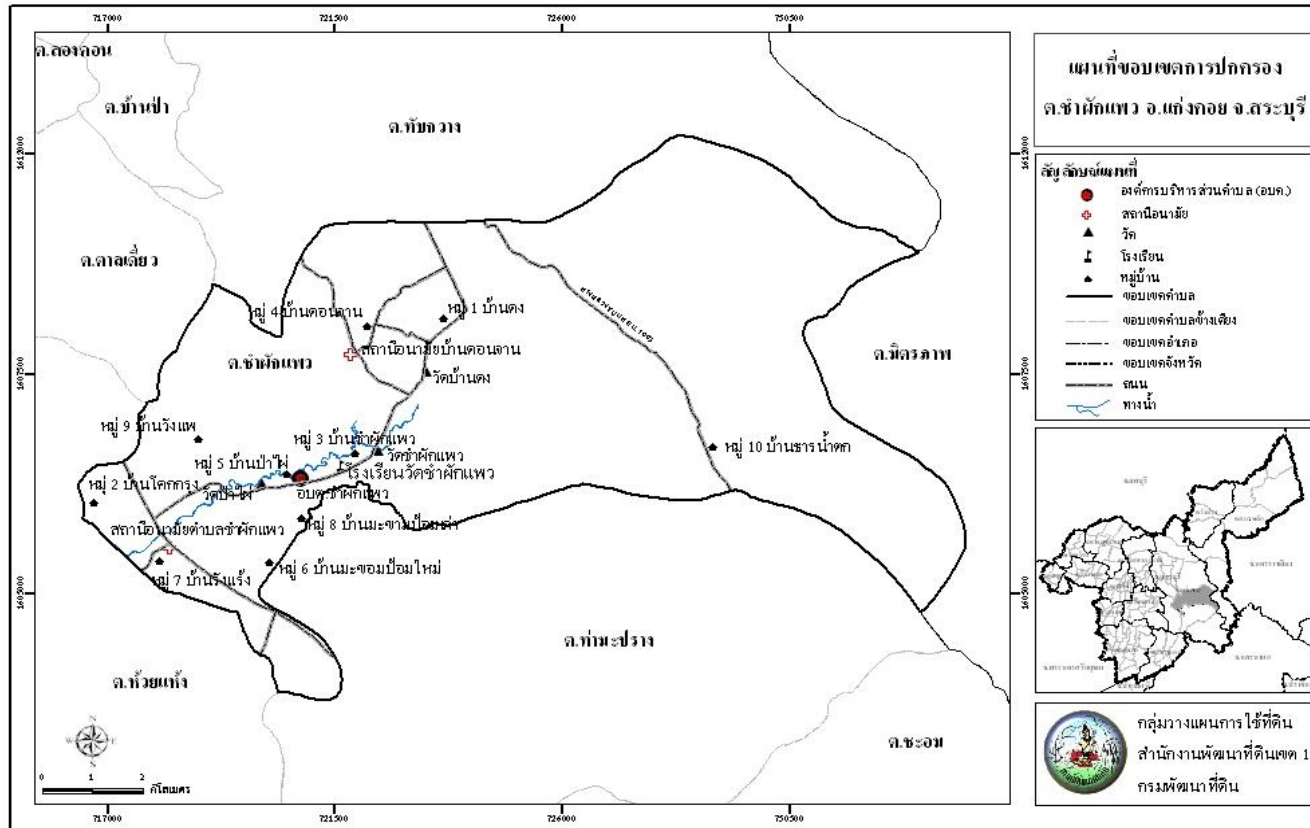 717000 721500 726000 750500
แผนที่ขอบเขตการปกครอง
ต.ชำผักแพว อ.แก่งคอย จ.สระบุรี
ต.สองคอน
ต.บ้านป่า
ต.ทับกวาง
1612000 1612000
ต.ตาลเดี่ยว
หมู่ 4 บ้านดอนจาน
หมู่ 1 บ้านดง
สถานีอนามัยบ้านดอนจาน
ต.ชำผักแพว
วัดบ้านดง
ต.มิตรภาพ
1607500 1607500
หมู่ 9 บ้านวังแพ
หมู่ 3 บ้านชำผักแพว
หมู่ 5 บ้านป่าไผ่
วัดชำผักแพว
หมู่ 10 บ้านธารน้ำตก
โรงเรียนวัดชำผักแพว
หมุ่ 2 บ้านโคกกรุง
วัดป่าไผ่
อบต.ชำผักแพว
สถานีอนามัยตำบลชำผักแพว
หมู่ 8 บ้านมะขามป้อมเก่า
หมู่ 6 บ้านมะขอมป้อมใหม่
หมู่ 7 บ้านรังแร้ง
1603000 1603000
ต.ท่ามะปราง
ต.ห้วยแห้ง
ต.ชะอม
N
W E
S
0 1 2
กิโลเมตร
สัญลักษณ์แผนที่
องค์การบริหารส่วนตำบล (อบต.)
สถานีอนามัย
วัด
โรงเรียน
หมู่บ้าน
ขอบเขตตำบล
ขอบเขตตำบลข้างเคียง
ขอบเขตอำเภอ
ขอบเขตจังหวัด
ถนน
ทางน้ำ
กลุ่มวางแผนการใช้ที่ดิน
สำนักงานพัฒนาที่ดินเขต 1
กรมพัฒนาที่ดิน